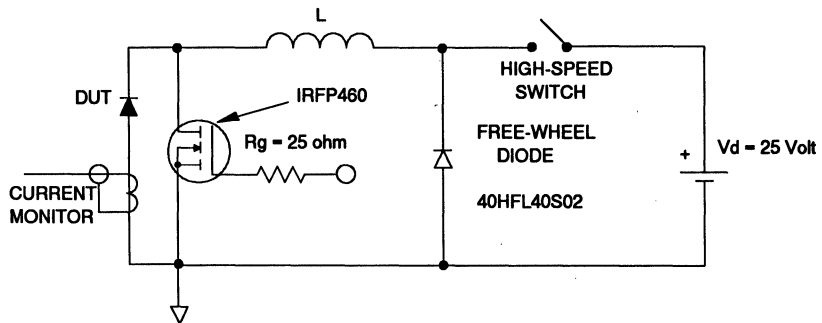 L
HIGH-SPEED
SWITCH
DUT
IRFP460
Rg = 25 ohm
FREE-WHEEL
DIODE
+
Vd = 25 Volt
40HFL40S02
CURRENT
MONITOR